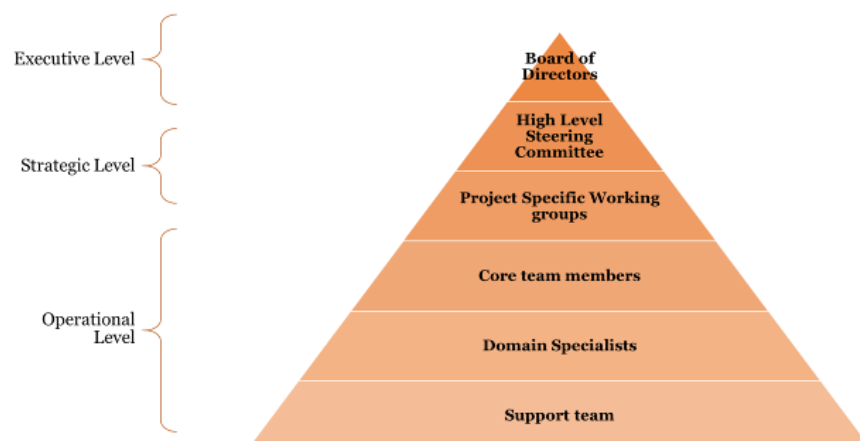 Executive Level
Strategic Level
Operational
Level
Board of
Directors
High Level
Steering
Committee
Project Specific Working
groups
Core team members
Domain Specialists
Support team